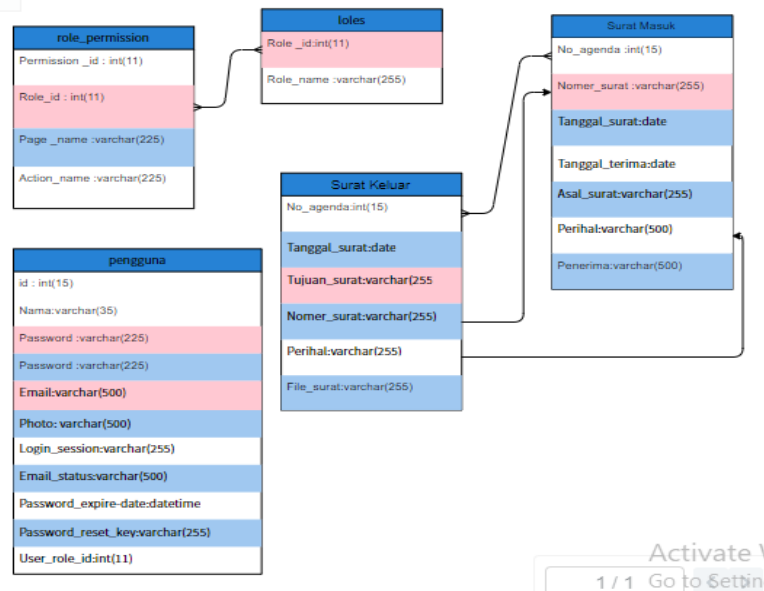 role_permission
Permission _id : int(11)
Role_id : int(11)
Page _name :varchar(225)
Action_name :varchar(225)
loles
Role _id:int(11)
Role_name :varchar(255)
Surat Masuk
No_agenda :int(15)
Nomer_surat :varchar(255)
Tanggal_surat:date
Tanggal_terima:date
Asal_surat:varchar(255)
Perihal:varchar(500)
Penerima:varchar(500)
Surat Keluar
No_agenda:int(15)
Tanggal_surat:date
Tujuan_surat:varchar(255
Nomer_surat:varchar(255)
Perihal:varchar(255)
File_surat:varchar(255)
pengguna
id : int(15)
Nama:varchar(35)
Password :varchar(225)
Password :varchar(225)
Email:varchar(500)
Photo: varchar(500)
Login_session:varchar(255)
Email_status:varchar(500)
Password_expire-date:datetime
Password_reset_key:varchar(255)
User_role_id:int(11)
Activate
1 / 1 Go to